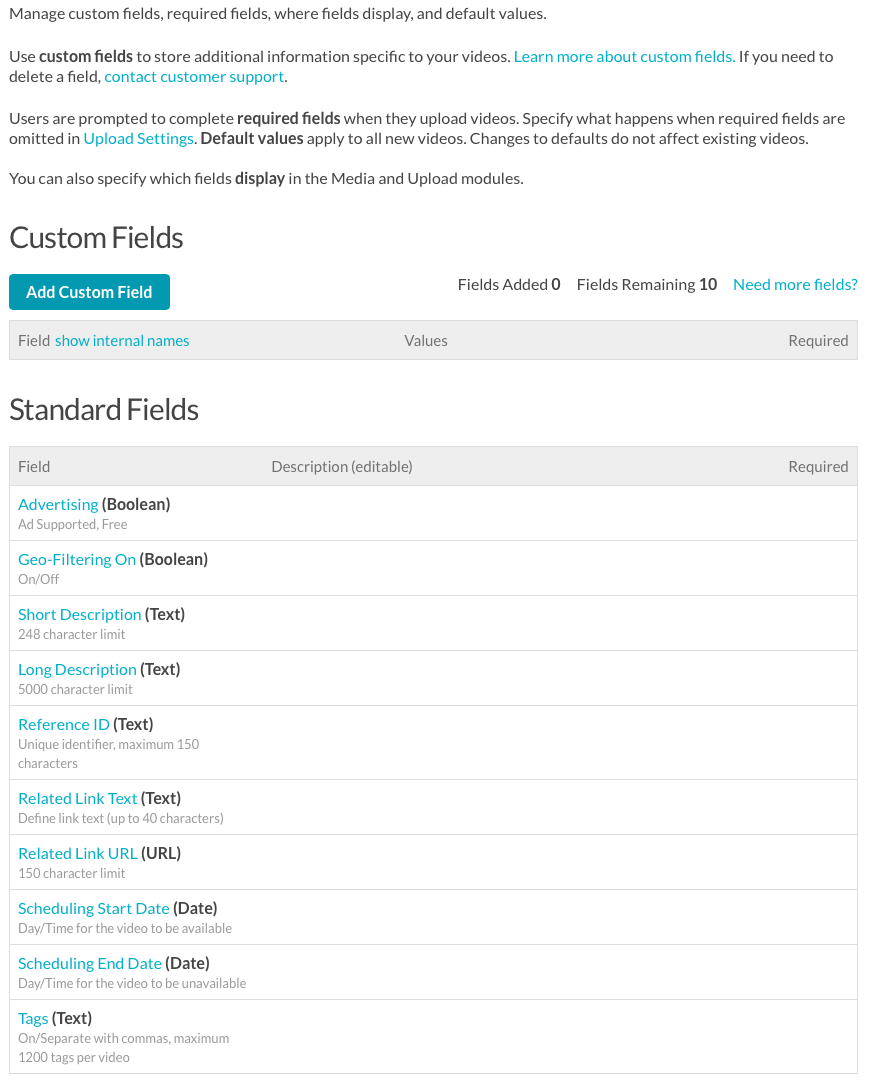 Manage custom fields, required fields, where fields display, and default values.
Use custom fields to store additional information specific to your videos. Learn more about custom fields. If you need to
delete a field, contact customer support.
Users are prompted to complete required fields when they upload videos. Specify what happens when required fields are
omitted in Upload Settings. Default values apply to all new videos. Changes to defaults do not affect existing videos.
You can also specify which fields display in the Media and Upload modules.
Custom Fields
Add Custom Field Fields Added 0 Fields Remaining 10 Need more fields?
Field show internal names Values Required
Standard Fields
Field Description (editable) Required
Advertising (Boolean)
Ad Supported, Free
Geo-Filtering On (Boolean)
On/Off
Short Description (Text)
248 character limit
Long Description (Text)
5000 character limit
Reference ID (Text)
Unique identifier, maximum 150
characters
Related Link Text (Text)
Define link text (up to 40 characters)
Related Link URL (URL)
150 character limit
Scheduling Start Date (Date)
Day/Time for the video to be available
Scheduling End Date (Date)
Day/Time for the video to be unavailable
Tags (Text)
On/Separate with commas, maximum
1200 tags per video